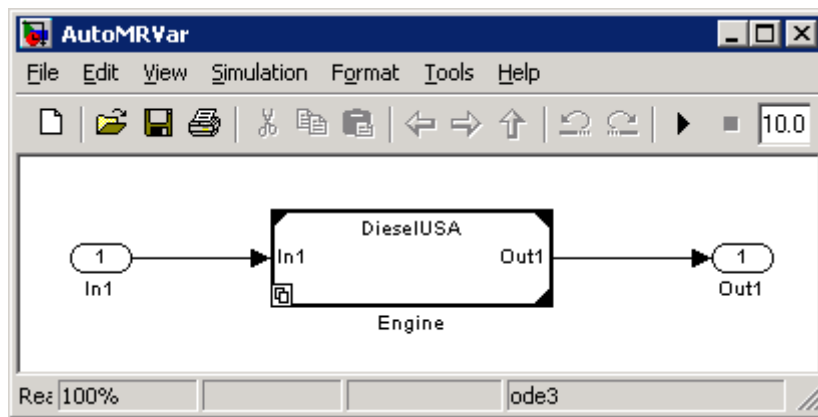 AutoMRVar
File Edit View Simulation Format Tools Help
10.0
DieselUSA
1 In1 Out1 1
In1 Out1
Engine
Rea 100% ode3